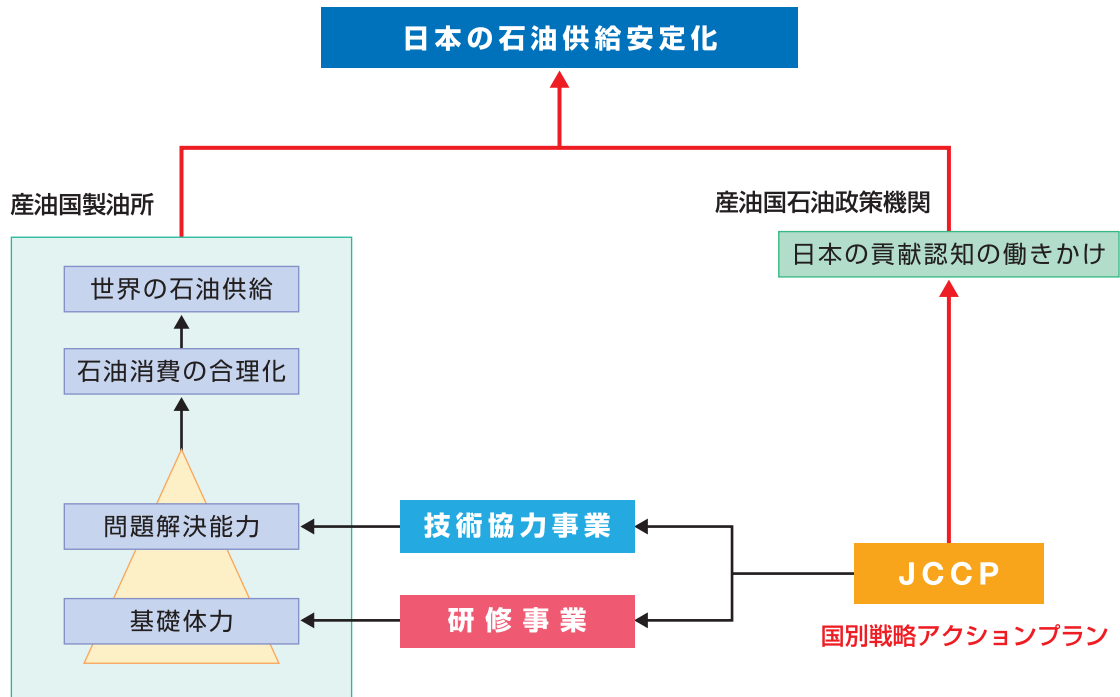 日本の石油供給安定化
産油国製油所
産油国石油政策機関
日本の貢献認知の働きかけ
世界の石油供給
石油消費の合理化
問題解決能力
技術協力事業
JCCP
基礎体力
研修事業
国別戦略アクションプラン